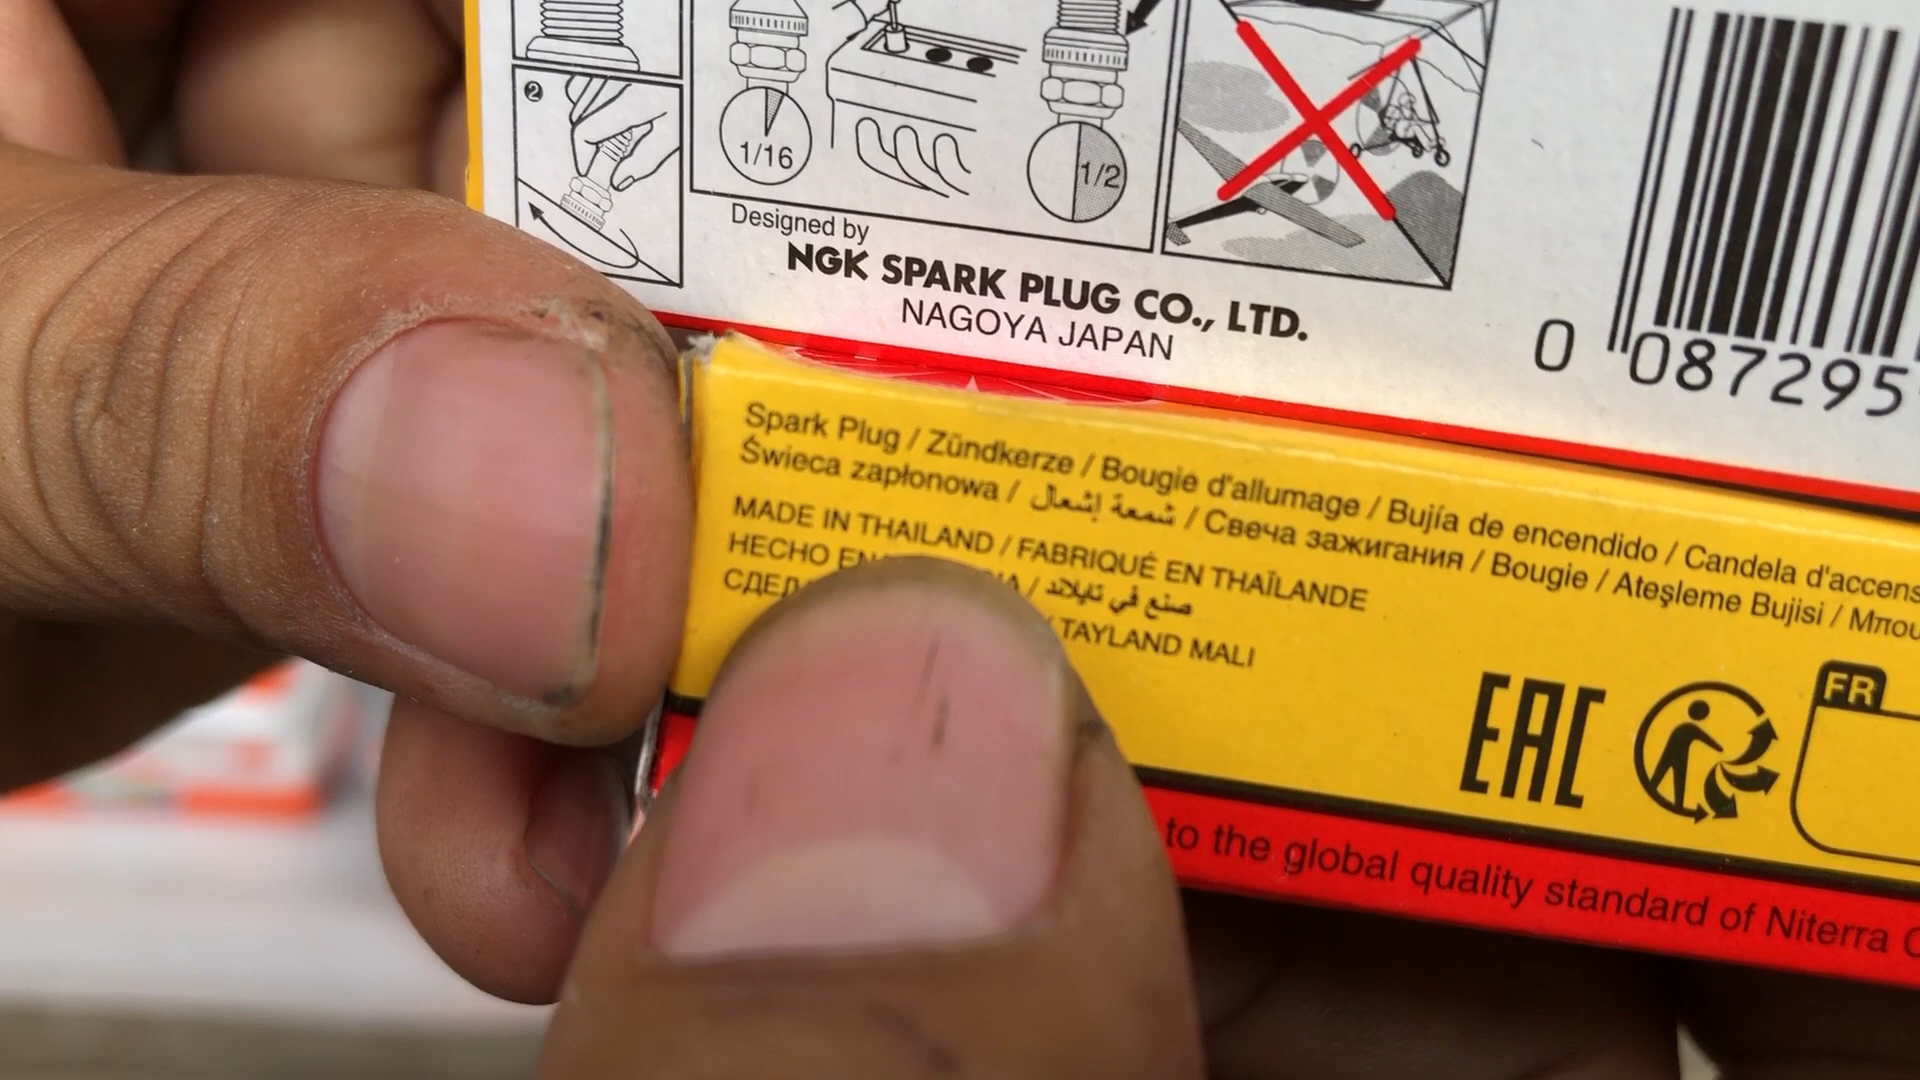 2
1/16
1/2
Designed by
NGK SPARK PLUG CO., LTD.
NAGOYA JAPAN
0 087295
Spark Plug / Zündkerze / Bougie d'allumage / Bujía de encendido / Candela d'accens
Świeca zapłonowa / شمعة إشعال / Свеча зажигания / Bougie / Ateşleme Bujisi / Μπου
MADE IN THAILAND / FABRIQUÉ EN THAÏLANDE
HECHO EN / صنع في تايلاند
СДЕЛ / TAYLAND MALI
EAC
FR
to the global quality standard of Niterra